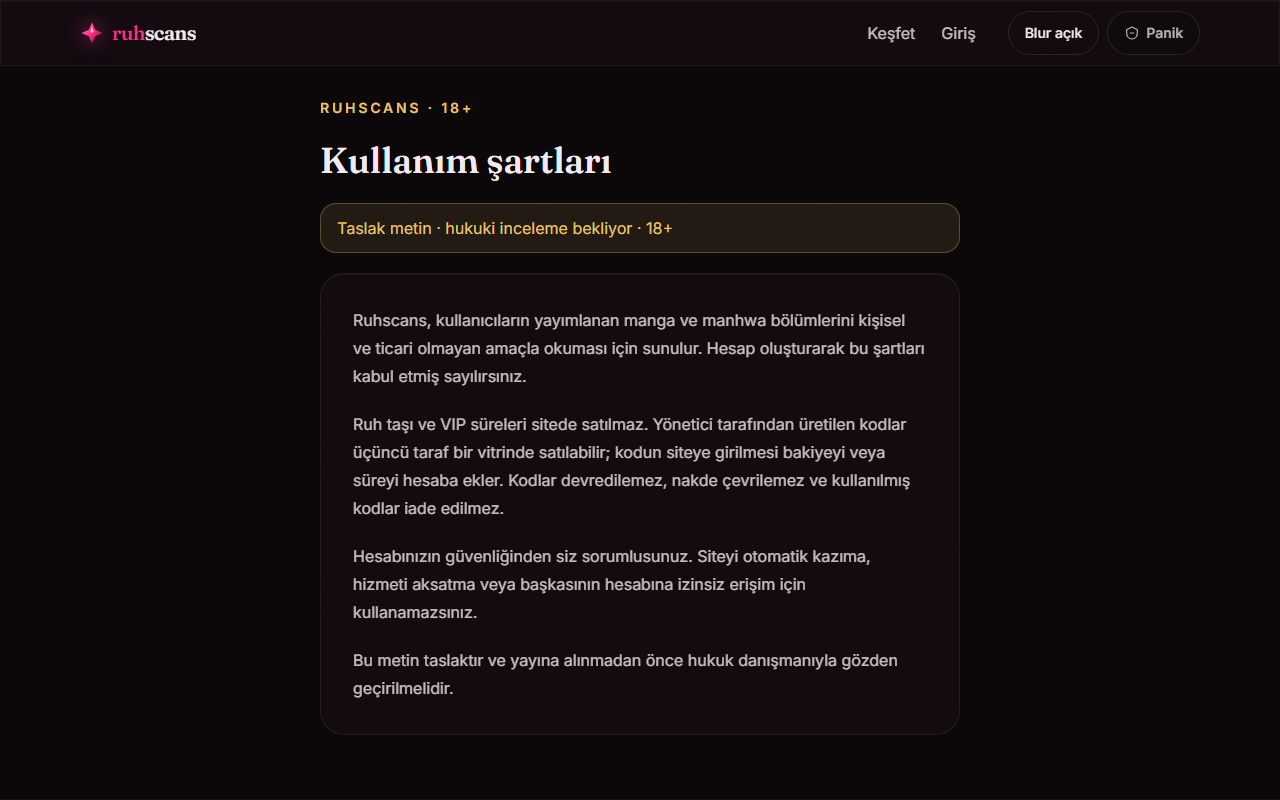 ruhscans
Keşfet
Giriş
Blur açık
Panik
RUHSCANS · 18+
Kullanım şartları
Taslak metin · hukuki inceleme bekliyor · 18+
Ruhscans, kullanıcıların yayımlanan manga ve manhwa bölümlerini kişisel
ve ticari olmayan amaçla okuması için sunulur. Hesap oluşturarak bu şartları
kabul etmiş sayılırsınız.
Ruh taşı ve VIP süreleri sitede satılmaz. Yönetici tarafından üretilen kodlar
üçüncü taraf bir vitrinde satılabilir; kodun siteye girilmesi bakiyeyi veya
süreyi hesaba ekler. Kodlar devredilemez, nakde çevrilemez ve kullanılmış
kodlar iade edilmez.
Hesabınızın güvenliğinden siz sorumlusunuz. Siteyi otomatik kazıma,
hizmeti aksatma veya başkasının hesabına izinsiz erişim için
kullanamazsınız.
Bu metin taslaktır ve yayına alınmadan önce hukuk danışmanıyla gözden
geçirilmelidir.